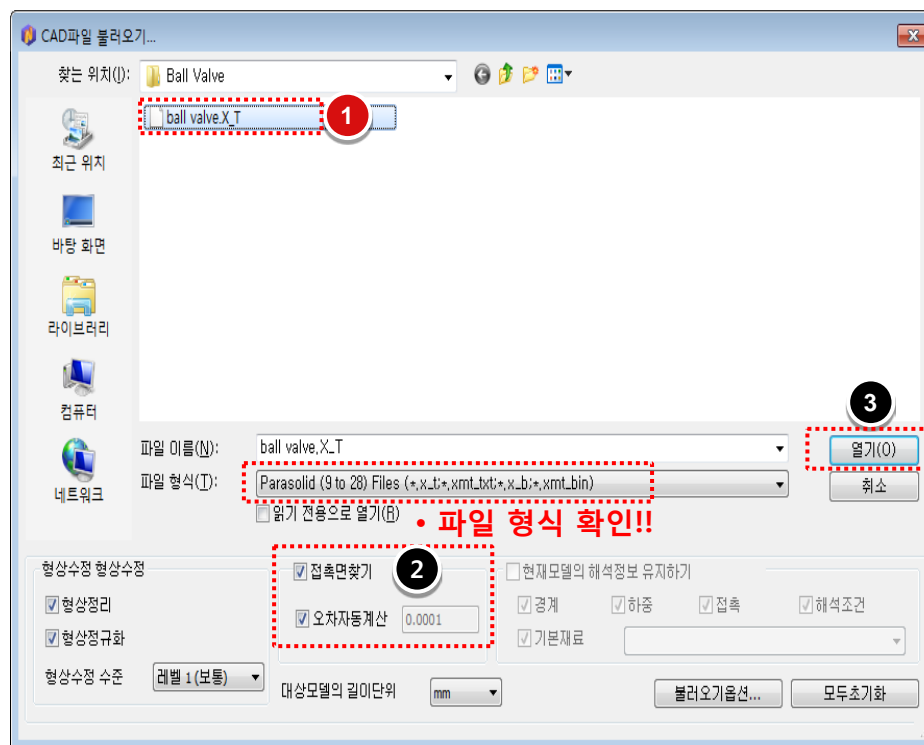 CAD파일 불러오기...
찾는 위치(I):
Ball Valve
ball valve.X_T
1
최근 위치
바탕 화면
라이브러리
컴퓨터
네트워크
3
파일 이름(N):
ball valve.X_T
열기(O)
파일 형식(T):
Parasolid (9 to 28) Files (*.x_t;*.xmt_txt;*.x_b;*.xmt_bin)
취소
읽기 전용으로 열기(R)
• 파일 형식 확인!!
형상수정 형상수정
형상정리
형상정규화
형상수정 수준
레벨 1 (보통)
접촉면찾기
2
오차자동계산
0.0001
대상모델의 길이단위
mm
현재모델의 해석정보 유지하기
경계
하중
접촉
해석조건
기본재료
불러오기옵션...
모두초기화